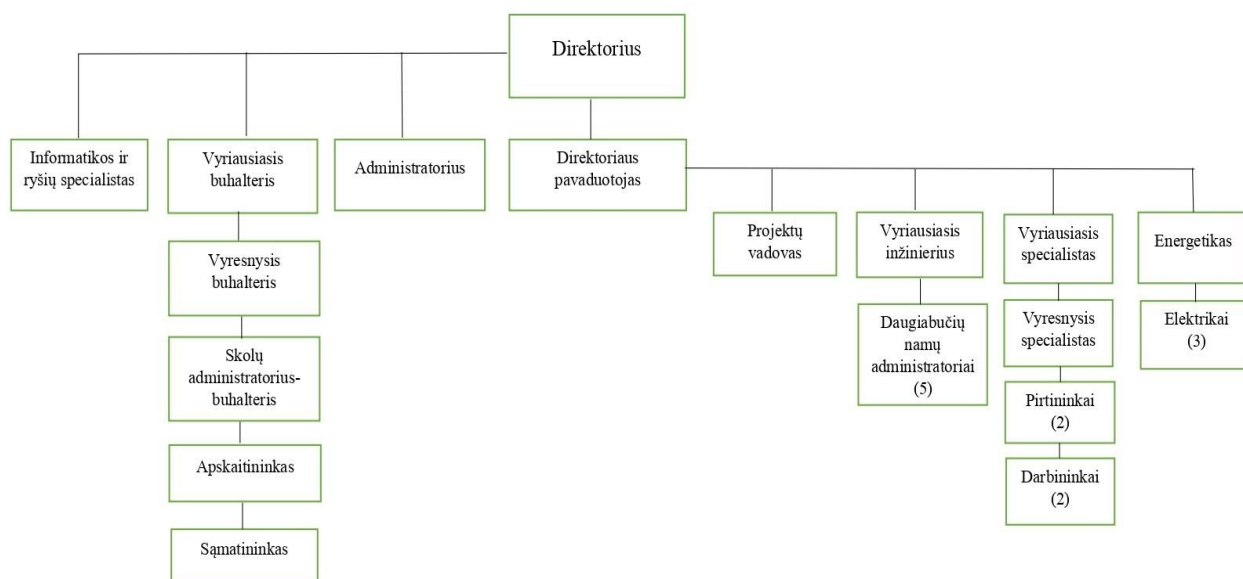 Direktorius
Informatikos ir
ryšių specialistas
Vyriausiasis
buhalteris
Administratorius
Direktoriaus
pavaduotojas
Projektų
vadovas
Vyriausiasis
inžinierius
Vyriausiasis
specialistas
Energetikas
Vyresnysis
buhalteris
Daugiabučių
namų
administratoriai
(5)
Vyresnysis
specialistas
Elektrikai
(3)
Skolų
administratorius-
buhalteris
Pirtininkai
(2)
Apskaitininkas
Darbininkai
(2)
Sąmatininkas